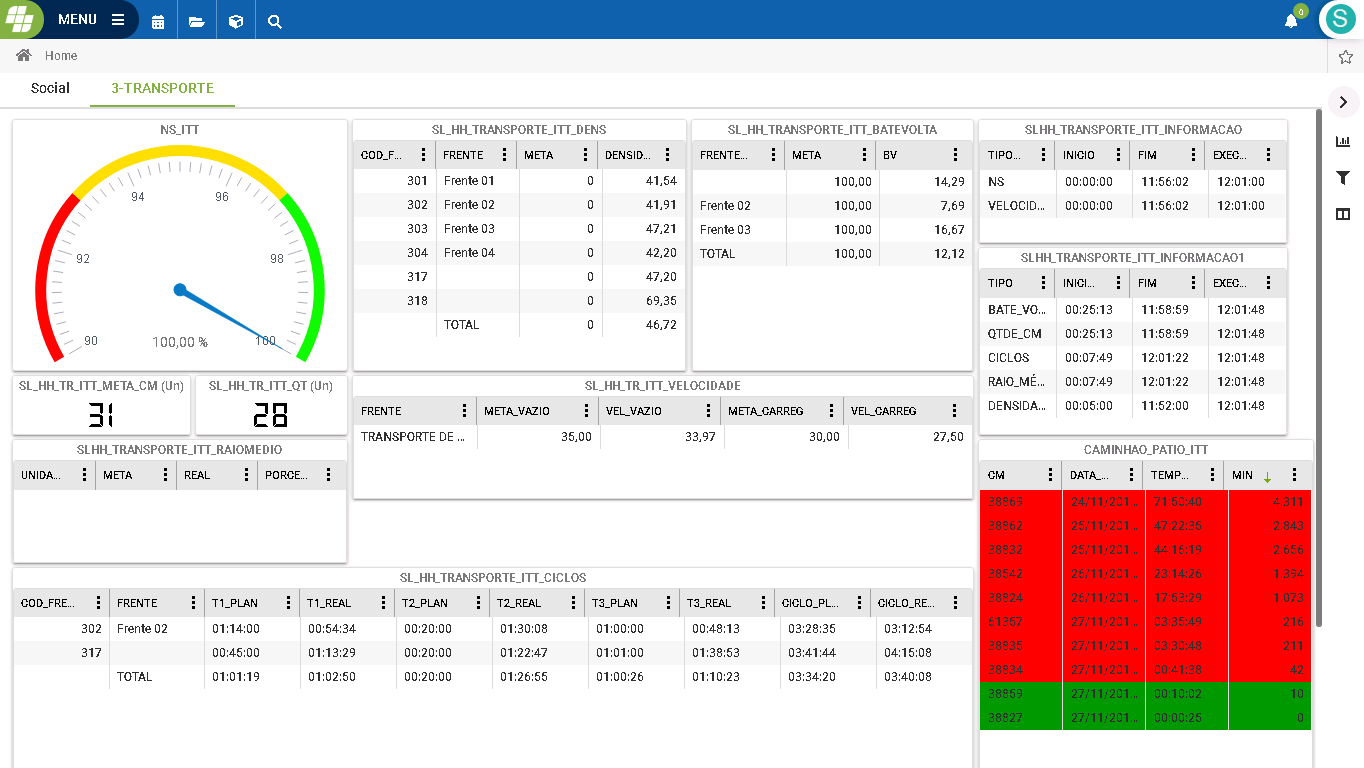 MENU
0
S
Home
Social
3-TRANSPORTE
NS_ITT
94
96
92
98
90
100
100,00 %
SL_HH_TR_ITT_META_CM (Un)
31
SL_HH_TR_ITT_QT (Un)
28
SLHH_TRANSPORTE_ITT_RAIOMEDIO
UNIDA... META REAL PORCE...
SL_HH_TRANSPORTE_ITT_DENS
COD_F... FRENTE META DENSID...
301 Frente 01 0 41,54
302 Frente 02 0 41,91
303 Frente 03 0 47,21
304 Frente 04 0 42,20
317 0 47,20
318 0 69,35
TOTAL 0 46,72
SL_HH_TRANSPORTE_ITT_BATEVOLTA
FRENTE... META BV
100,00 14,29
Frente 02 100,00 7,69
Frente 03 100,00 16,67
TOTAL 100,00 12,12
SL_HH_TR_ITT_VELOCIDADE
FRENTE META_VAZIO VEL_VAZIO META_CARREG VEL_CARREG
TRANSPORTE DE ... 35,00 33,97 30,00 27,50
SLHH_TRANSPORTE_ITT_INFORMACAO
TIPO... INICIO FIM EXEC...
NS 00:00:00 11:56:02 12:01:00
VELOCID... 00:00:00 11:56:02 12:01:00
SLHH_TRANSPORTE_ITT_INFORMACAO1
TIPO INICI... FIM EXEC...
BATE_VO... 00:25:13 11:58:59 12:01:48
QTDE_CM 00:25:13 11:58:59 12:01:48
CICLOS 00:07:49 12:01:22 12:01:48
RAIO_MÉ... 00:07:49 12:01:22 12:01:48
DENSIDA... 00:05:00 11:52:00 12:01:48
SL_HH_TRANSPORTE_ITT_CICLOS
COD_FRE... FRENTE T1_PLAN T1_REAL T2_PLAN T2_REAL T3_PLAN T3_REAL CICLO_PL... CICLO_RE...
302 Frente 02 01:14:00 00:54:34 00:20:00 01:30:08 01:00:00 00:48:13 03:28:35 03:12:54
317 00:45:00 01:13:29 00:20:00 01:22:47 01:01:00 01:38:53 03:41:44 04:15:08
TOTAL 01:01:19 01:02:50 00:20:00 01:26:55 01:00:26 01:10:23 03:34:20 03:40:08
CAMINHAO_PATIO_ITT
CM DATA_... TEMP... MIN
38869 24/11/201... 71:50:40 4.311
38862 25/11/201... 47:22:35 2.843
38832 25/11/201... 44:16:19 2.656
38542 26/11/201... 23:14:26 1.394
38824 26/11/201... 17:53:29 1.073
61357 27/11/201... 03:35:49 216
38835 27/11/201... 03:30:48 211
38834 27/11/201... 00:41:38 42
38859 27/11/201... 00:10:02 10
38827 27/11/201... 00:00:25 0